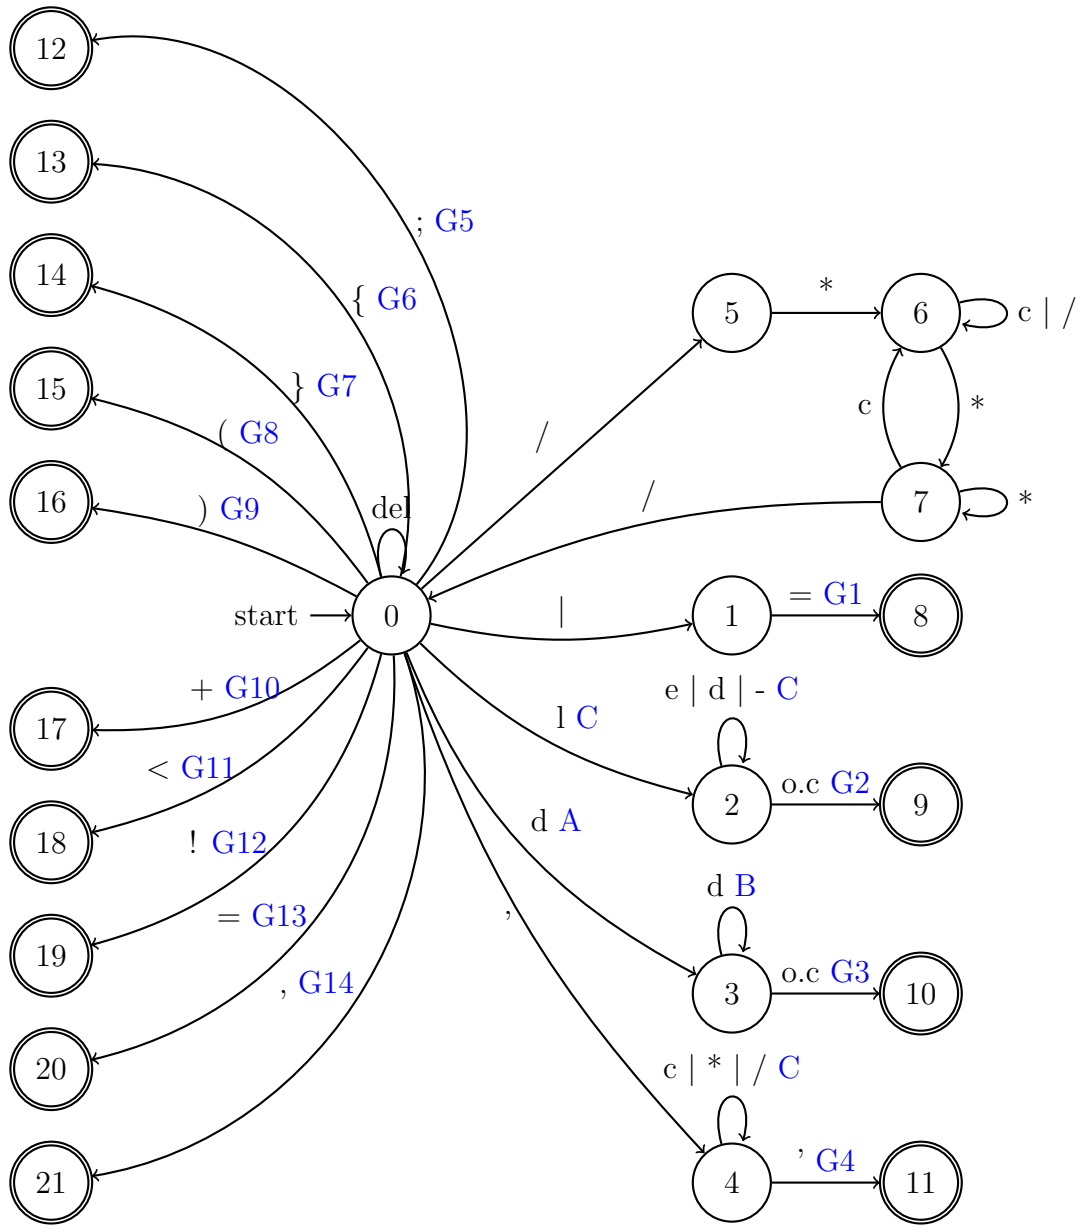 12
13
; G5
14
{ G6
5
*
6
c | /
15
} G7
( G8
/
c
*
16
) G9
del
/
7
*
start
0
|
1
= G1
8
+ G10
17
l C
e | d | - C
< G11
18
2
o.c G2
9
! G12
d A
19
= G13
,
d B
3
o.c G3
10
, G14
20
c | * | / C
21
4
’ G4
11